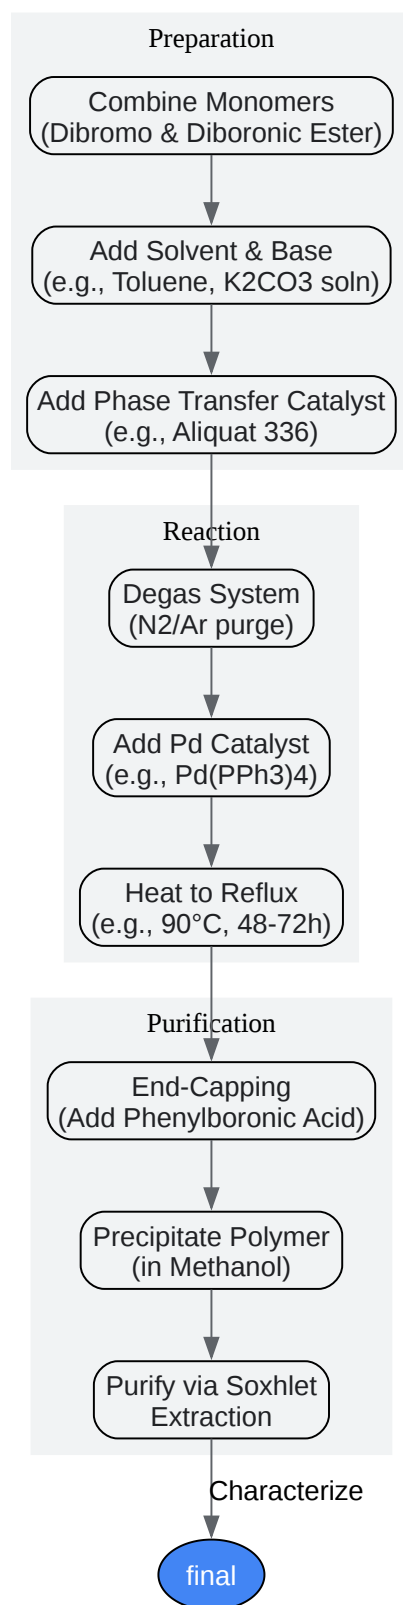 Preparation
Combine Monomers
(Dibromo & Diboronic Ester)
Add Solvent & Base
(e.g., Toluene, K2CO3 soln)
Add Phase Transfer Catalyst
(e.g., Aliquat 336)
Reaction
Degas System
(N2/Ar purge)
Add Pd Catalyst
(e.g., Pd(PPh3)4)
Heat to Reflux
(e.g., 90°C, 48-72h)
Purification
End-Capping
(Add Phenylboronic Acid)
Precipitate Polymer
(in Methanol)
Purify via Soxhlet
Extraction
Characterize
final